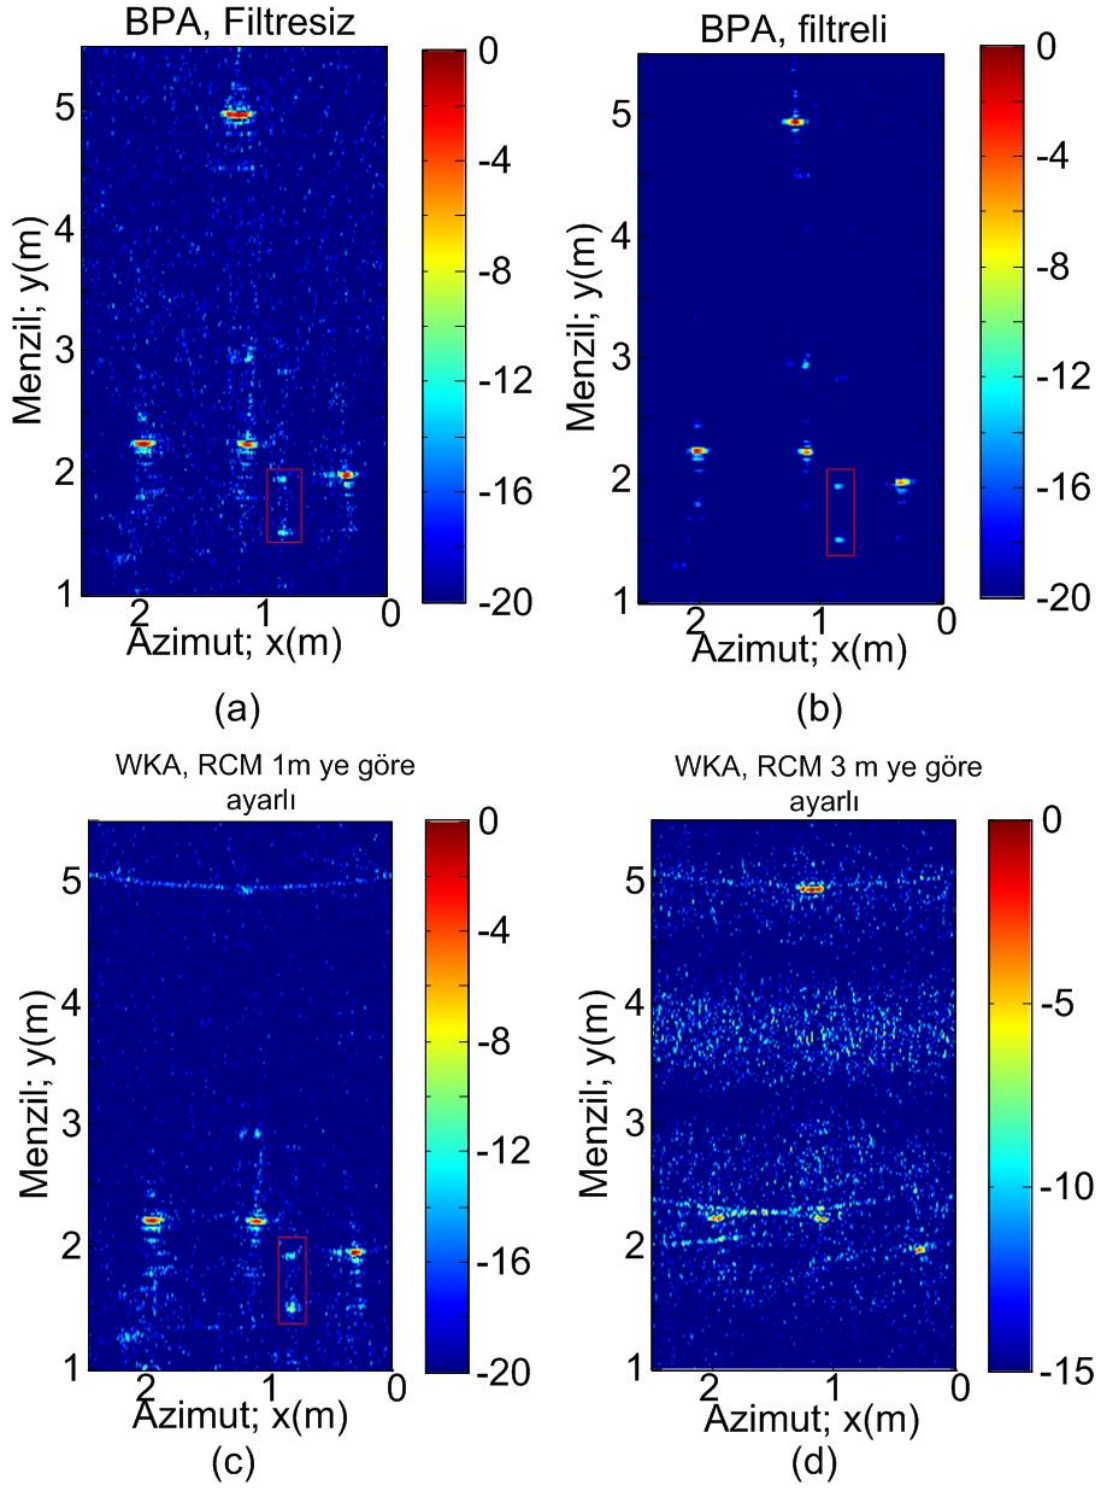 BPA, Filtresiz
0
-4
-8
-12
-16
-20
5
4
3
2
1
2 1 0
Menzil; y(m)
Azimut; x(m)
(a)
BPA, filtreli
0
-4
-8
-12
-16
-20
5
4
3
2
1
2 1 0
Menzil; y(m)
Azimut; x(m)
(b)
WKA, RCM 1m ye göre
ayarlı
0
-4
-8
-12
-16
-20
5
4
3
2
1
2 1 0
Menzil; y(m)
Azimut; x(m)
(c)
WKA, RCM 3 m ye göre
ayarlı
0
-5
-10
-15
5
4
3
2
1
2 1 0
Menzil; y(m)
Azimut; x(m)
(d)